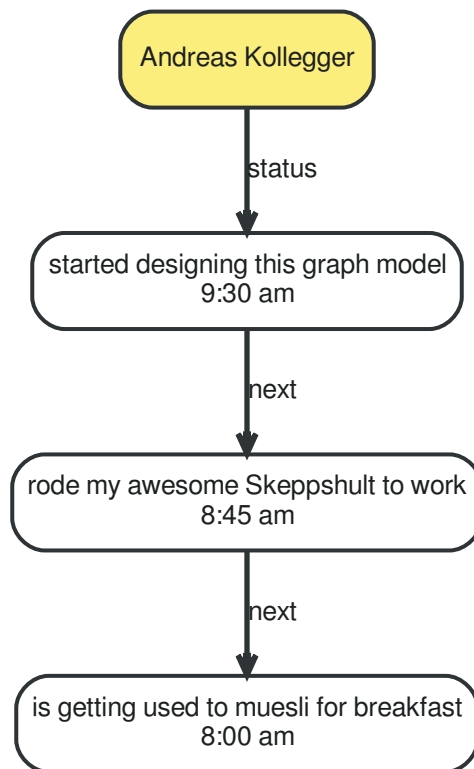 Andreas Kollegger
status
started designing this graph model
9:30 am
next
rode my awesome Skeppshult to work
8:45 am
next
is getting used to muesli for breakfast
8:00 am